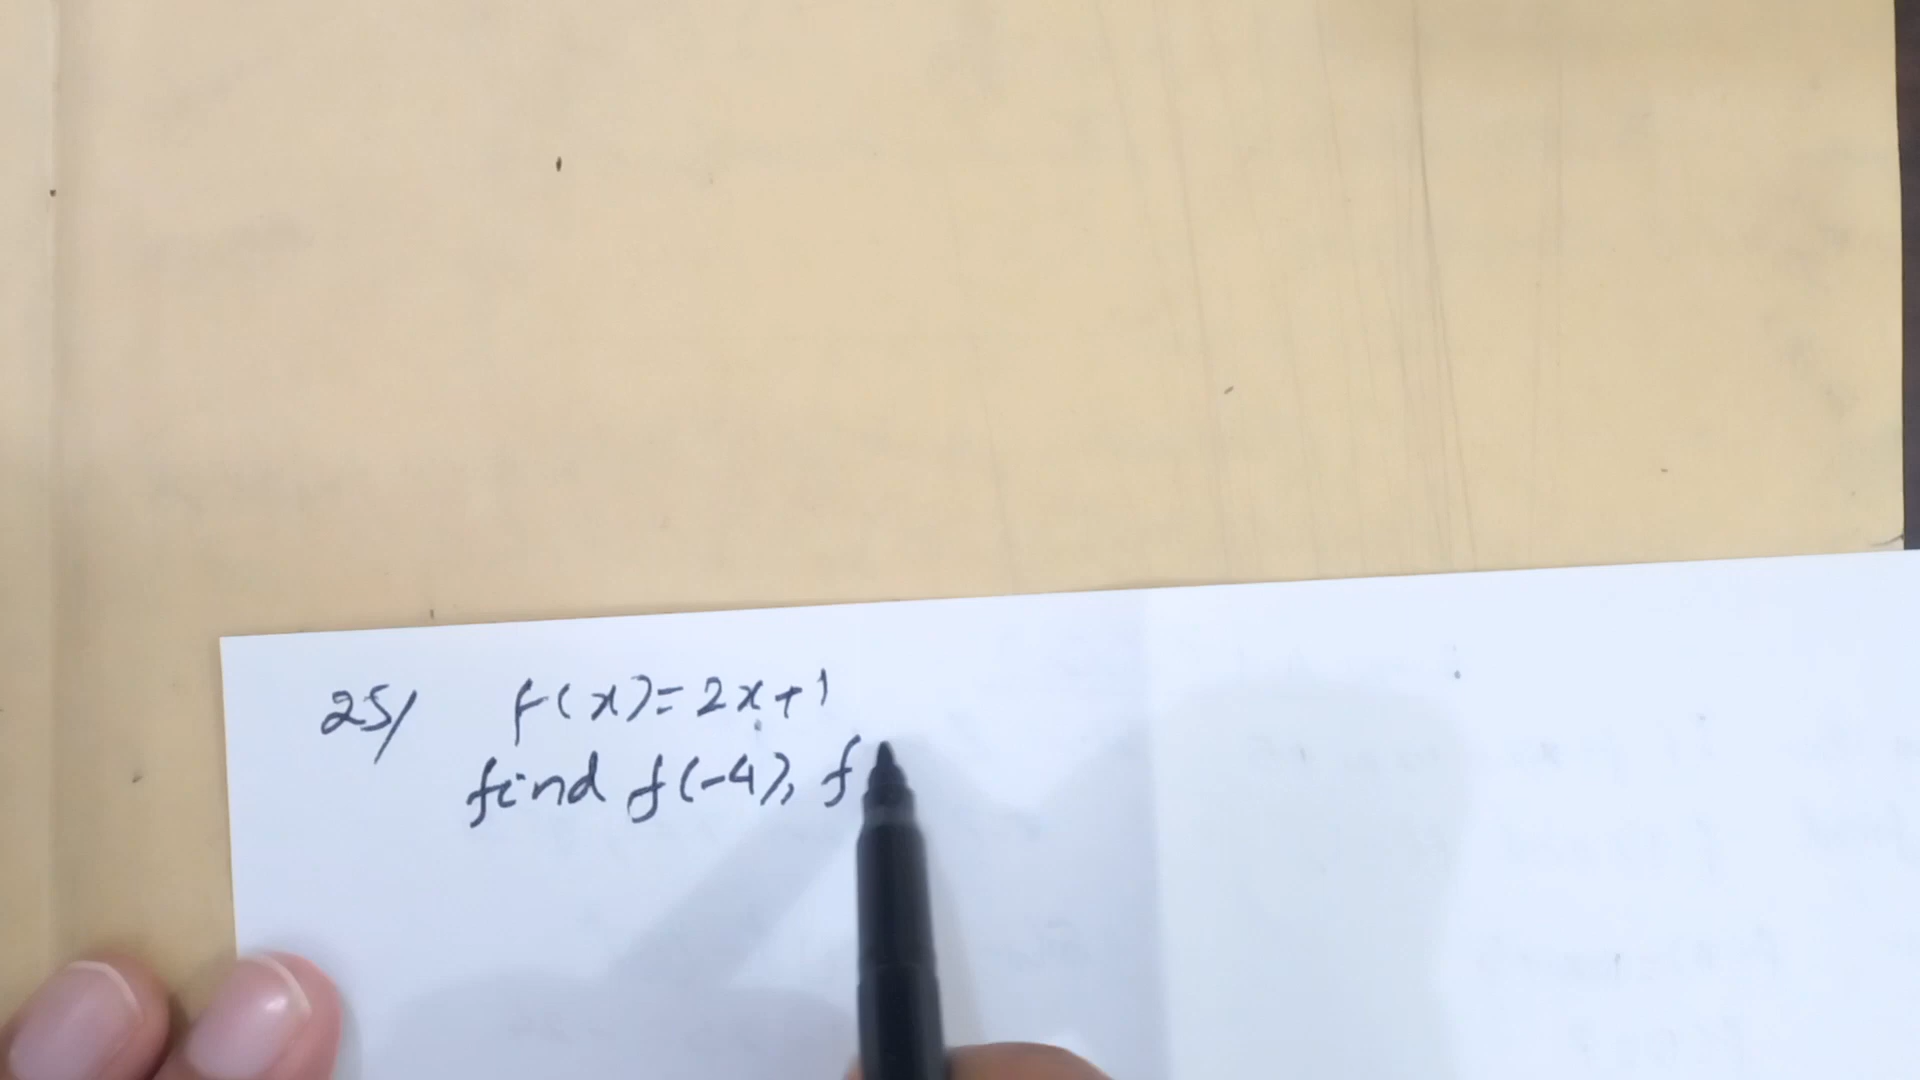 25/ f(x)=2x+1
find f(-4), f